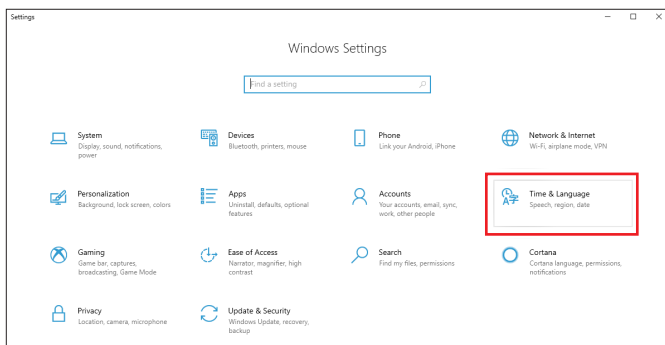 Settings
Windows Settings
Find a setting
System
Display, sound, notifications,
power
Devices
Bluetooth, printers, mouse
Phone
Link your Android, iPhone
Network & Internet
Wi-Fi, airplane mode, VPN
Personalization
Background, lock screen, colors
Apps
Uninstall, defaults, optional
features
Accounts
Your accounts, email, sync,
work, other people
Time & Language
Speech, region, date
Gaming
Game bar, captures,
broadcasting, Game Mode
Ease of Access
Narrator, magnifier, high
contrast
Search
Find my files, permissions
Cortana
Cortana language, permissions,
notifications
Privacy
Location, camera, microphone
Update & Security
Windows Update, recovery,
backup